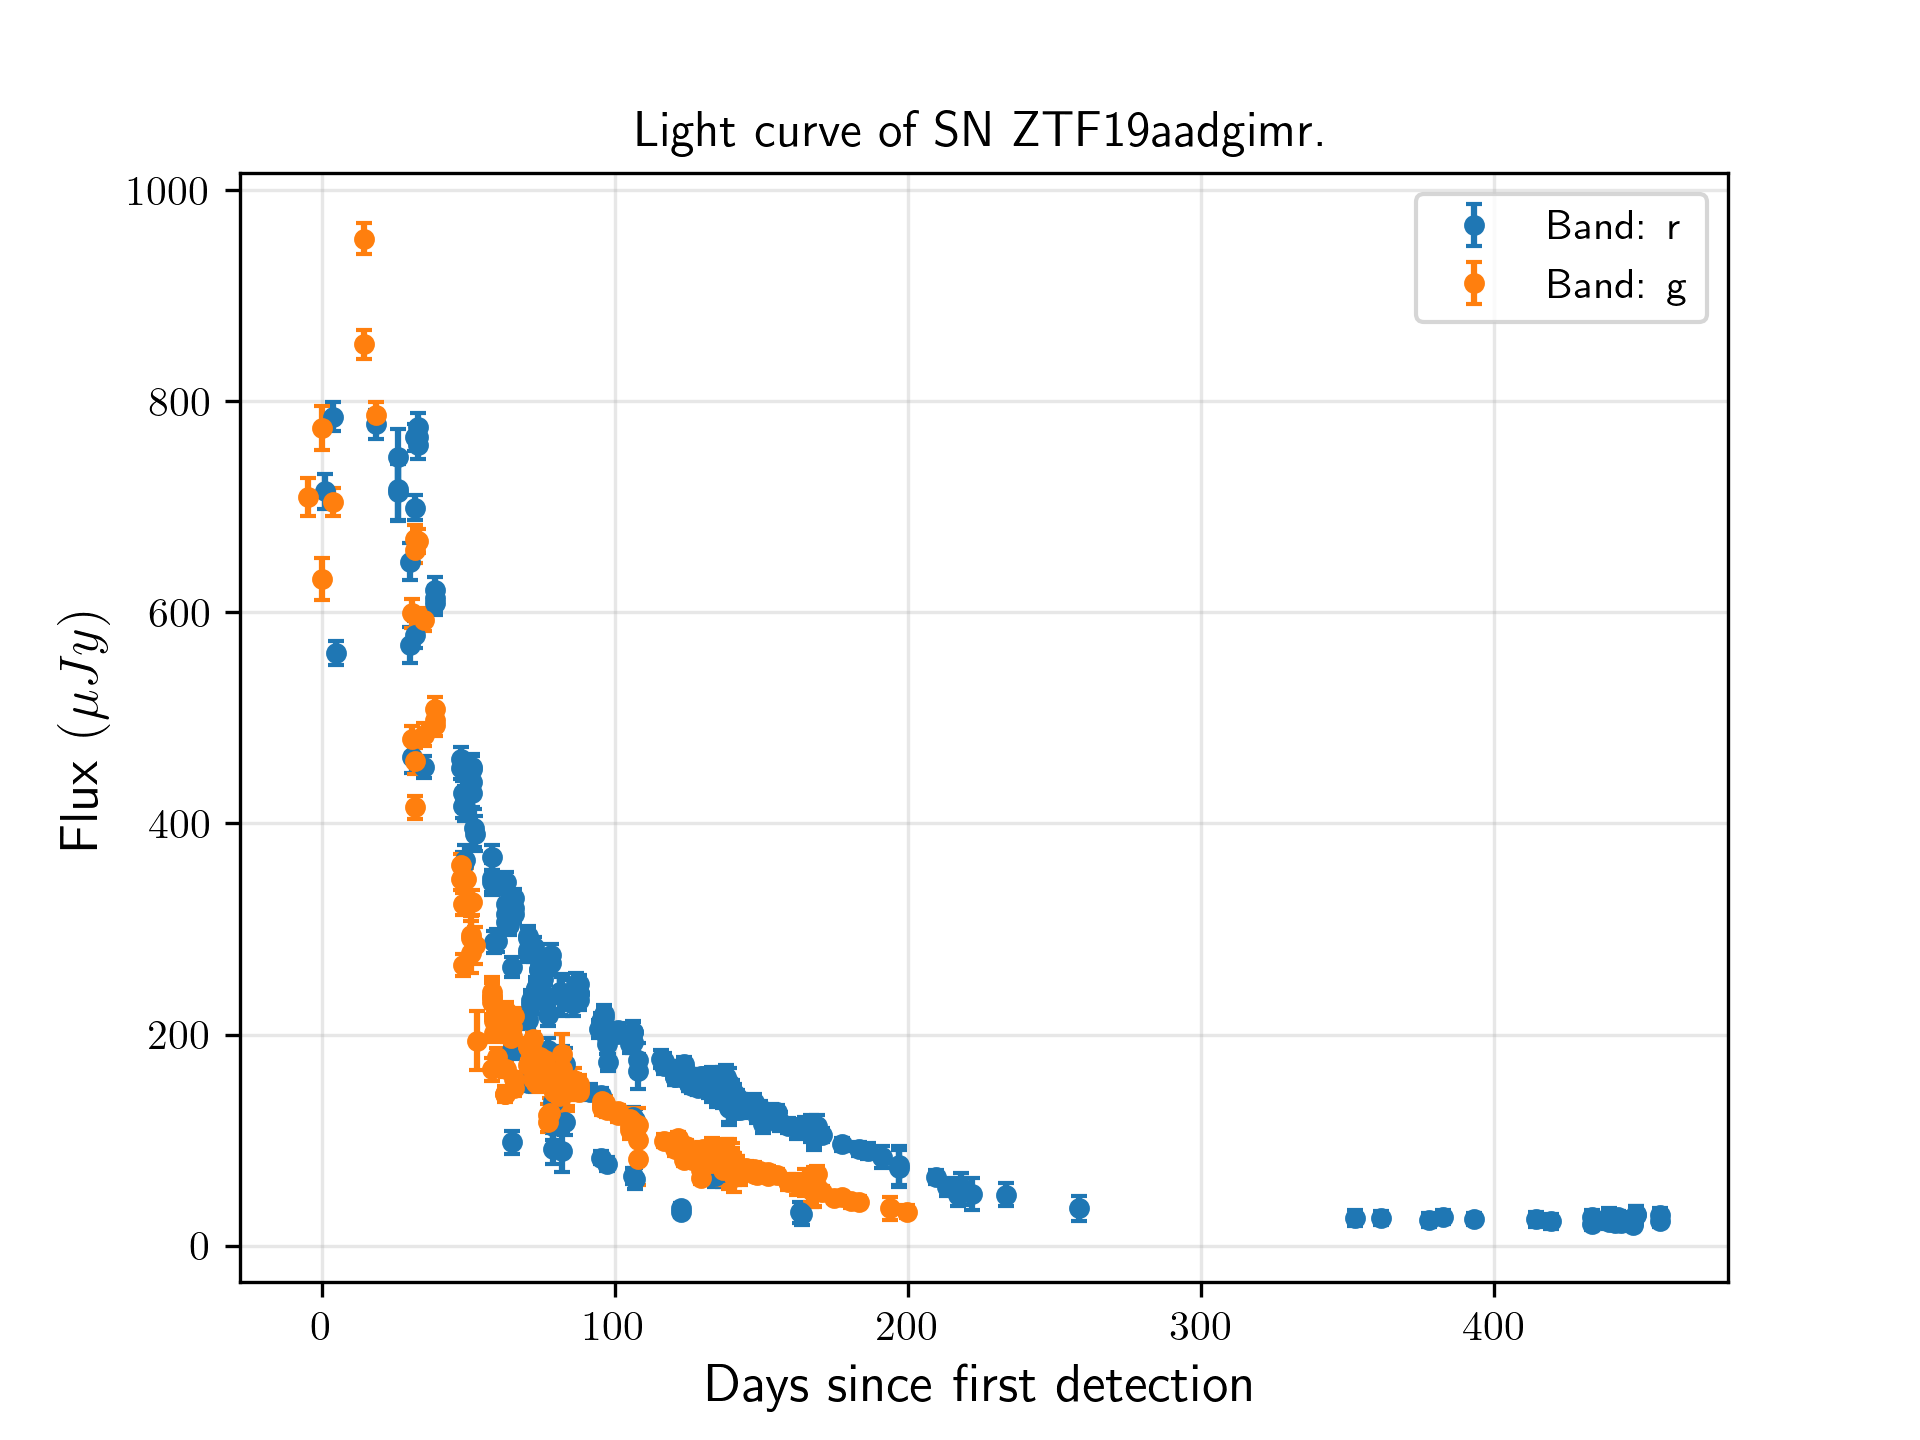 Light curve of SN ZTF19aadgimr.
1000
800
600
400
200
0
Flux (μJy)
Band: r
Band: g
0 100 200 300 400
Days since first detection